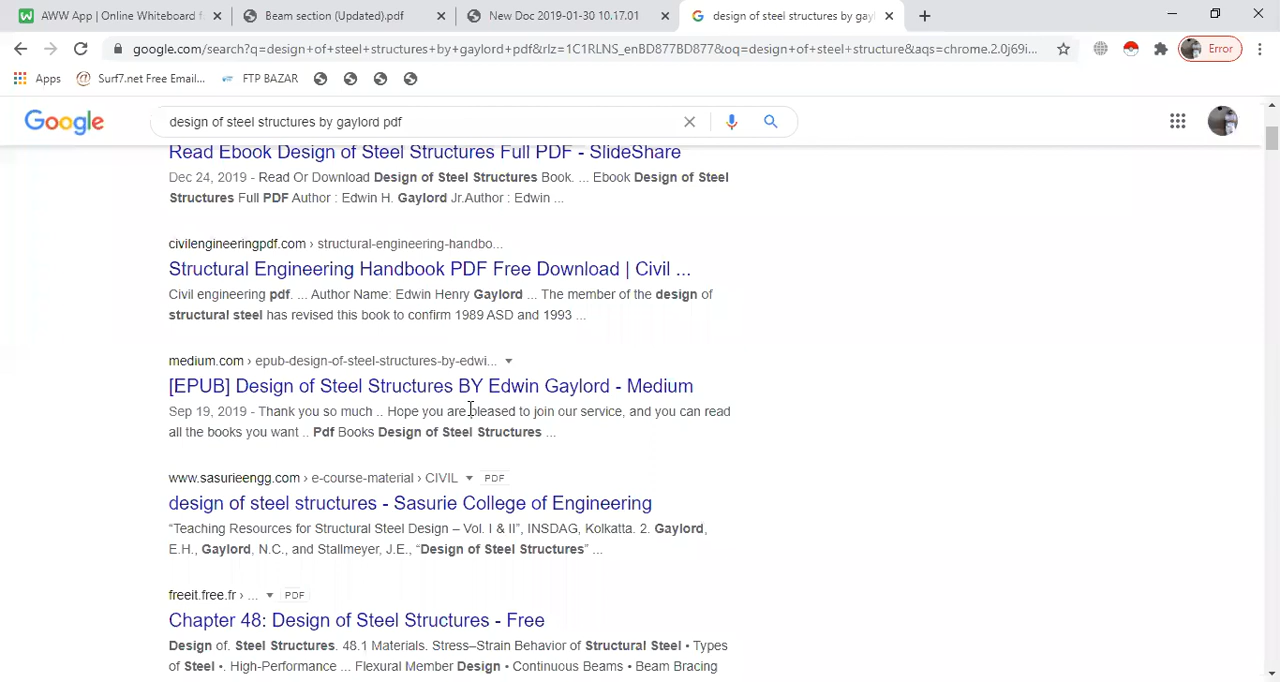 AWW App | Online Whiteboard f
Beam section (Updated).pdf
New Doc 2019-01-30 10.17.01
design of steel structures by gay
google.com/search?q=design+of+steel+structures+by+gaylord+pdf&rlz=1C1RLNS_enBD877BD877&oq=design+of+steel+structure&aqs=chrome.2.0j69i...
Error
Apps
Surf7.net Free Email...
FTP BAZAR
Google
design of steel structures by gaylord pdf
Read Ebook Design of Steel Structures Full PDF - SlideShare
Dec 24, 2019 - Read Or Download Design of Steel Structures Book. ... Ebook Design of Steel
Structures Full PDF Author : Edwin H. Gaylord Jr.Author : Edwin ...
civilengineeringpdf.com › structural-engineering-handbo...
Structural Engineering Handbook PDF Free Download | Civil ...
Civil engineering pdf. ... Author Name: Edwin Henry Gaylord ... The member of the design of
structural steel has revised this book to confirm 1989 ASD and 1993 ...
medium.com › epub-design-of-steel-structures-by-edwi...
[EPUB] Design of Steel Structures BY Edwin Gaylord - Medium
Sep 19, 2019 - Thank you so much .. Hope you are pleased to join our service, and you can read
all the books you want .. Pdf Books Design of Steel Structures ...
www.sasurieengg.com › e-course-material › CIVIL PDF
design of steel structures - Sasurie College of Engineering
“Teaching Resources for Structural Steel Design – Vol. I & II”, INSDAG, Kolkatta. 2. Gaylord,
E.H., Gaylord, N.C., and Stallmeyer, J.E., “Design of Steel Structures” ...
freeit.free.fr › ... PDF
Chapter 48: Design of Steel Structures - Free
Design of. Steel Structures. 48.1 Materials. Stress–Strain Behavior of Structural Steel • Types
of Steel •. High-Performance ... Flexural Member Design • Continuous Beams • Beam Bracing